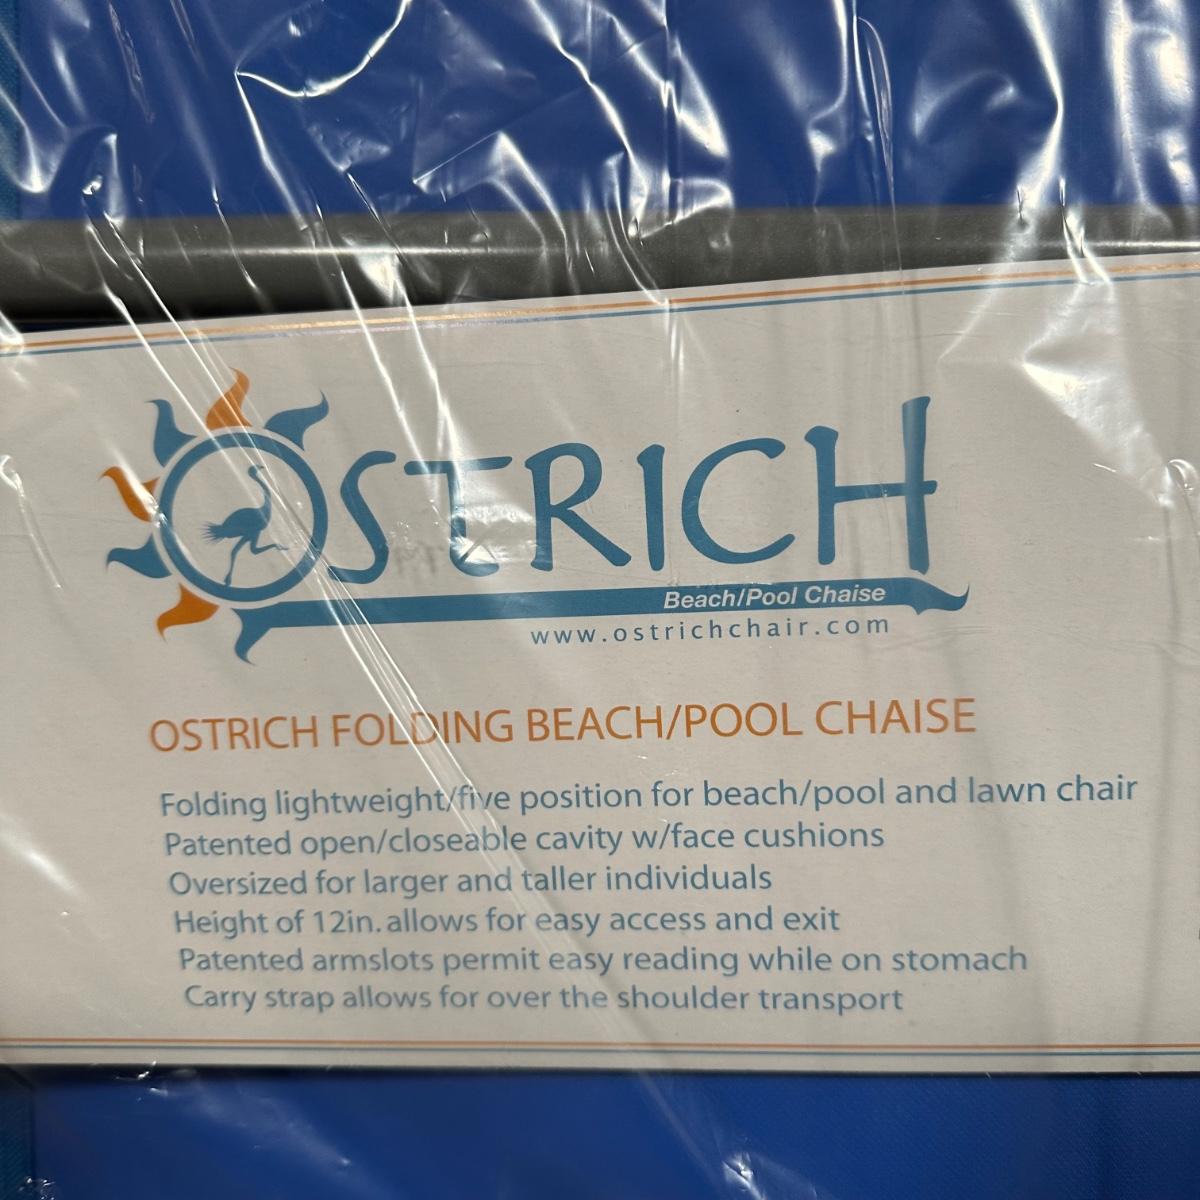 OSTRICH
Beach/Pool Chaise
www.ostrichchair.com
OSTRICH FOLDING BEACH/POOL CHAISE
Folding lightweight/five position for beach/pool and lawn chair
Patented open/closeable cavity w/face cushions
Oversized for larger and taller individuals
Height of 12in. allows for easy access and exit
Patented armslots permit easy reading while on stomach
Carry strap allows for over the shoulder transport